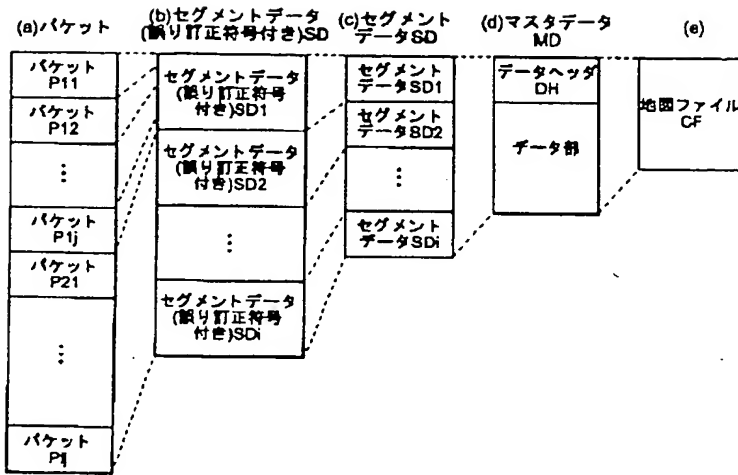 (a)パケット
パケット
P11
パケット
P12
⋮
パケット
P1j
パケット
P21
⋮
パケット
Pij
(b)セグメントデータ
(誤り訂正符号付き)SD
セグメントデータ
(誤り訂正符号
付き)SD1
セグメントデータ
(誤り訂正符号
付き)SD2
⋮
セグメントデータ
(誤り訂正符号
付き)SDi
(c)セグメント
データSD
セグメント
データSD1
セグメント
データSD2
⋮
セグメント
データSDi
(d)マスタデータ
MD
データヘッダ
DH
データ部
(e)
地図ファイル
CF